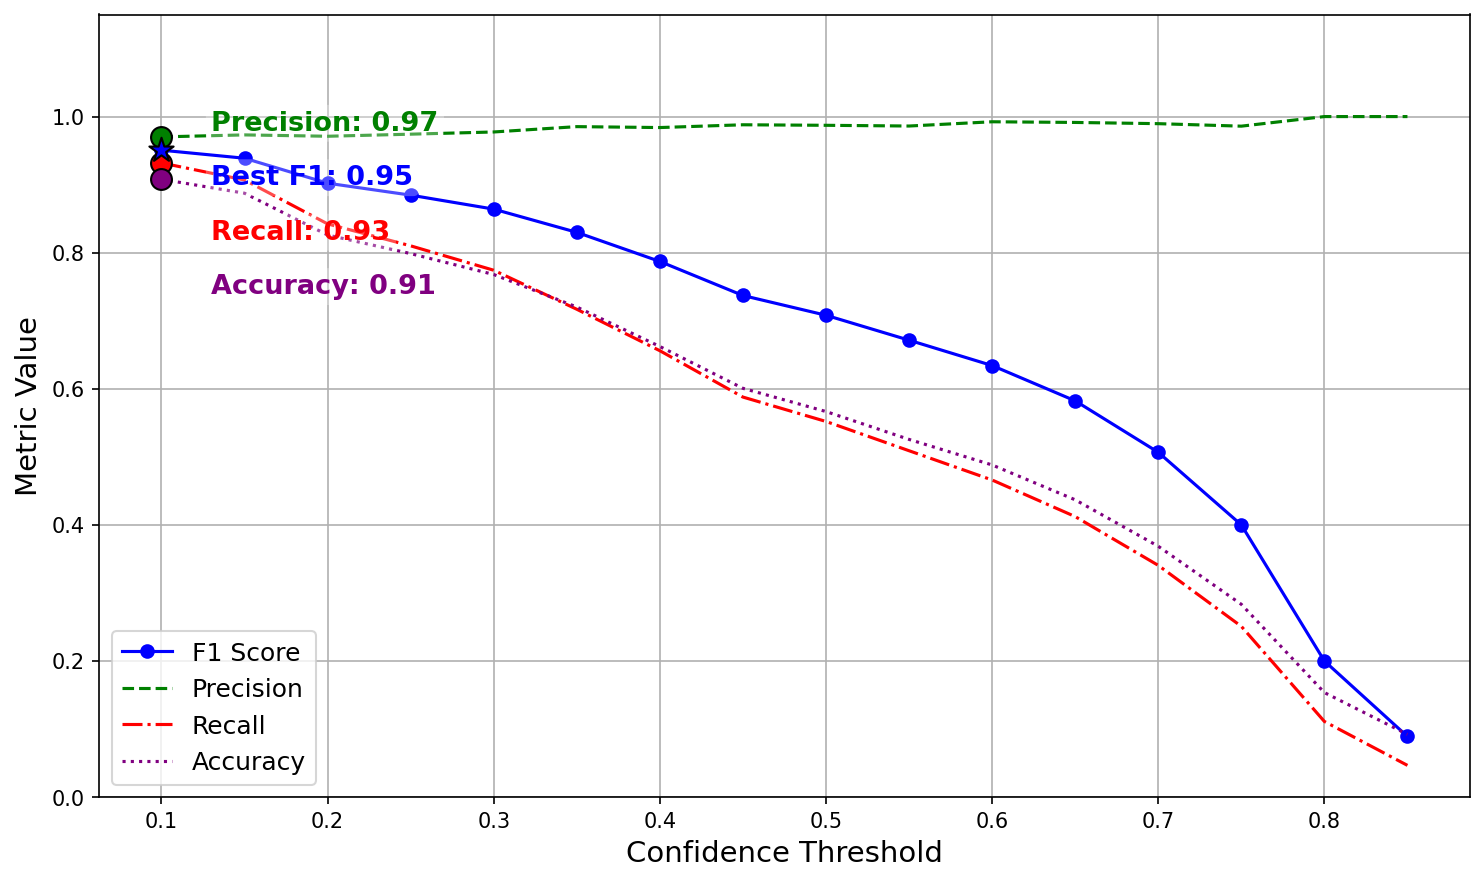 Precision: 0.97
Best F1: 0.95
Recall: 0.93
Accuracy: 0.91
Metric Value
1.0
0.8
0.6
0.4
0.2
0.0
F1 Score
Precision
Recall
Accuracy
0.1 0.2 0.3 0.4 0.5 0.6 0.7 0.8
Confidence Threshold